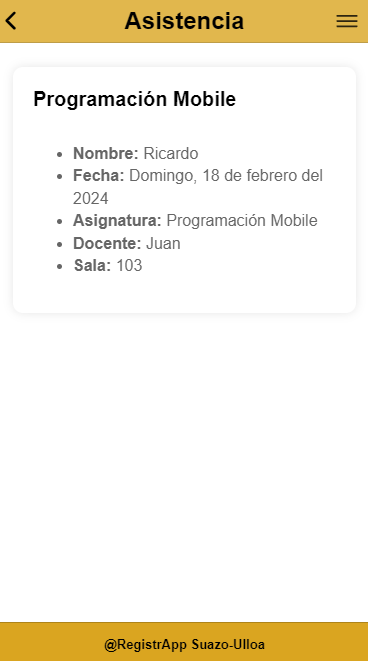 Asistencia
Programación Mobile
Nombre: Ricardo
Fecha: Domingo, 18 de febrero del
2024
Asignatura: Programación Mobile
Docente: Juan
Sala: 103
@RegistrApp Suazo-Ulloa